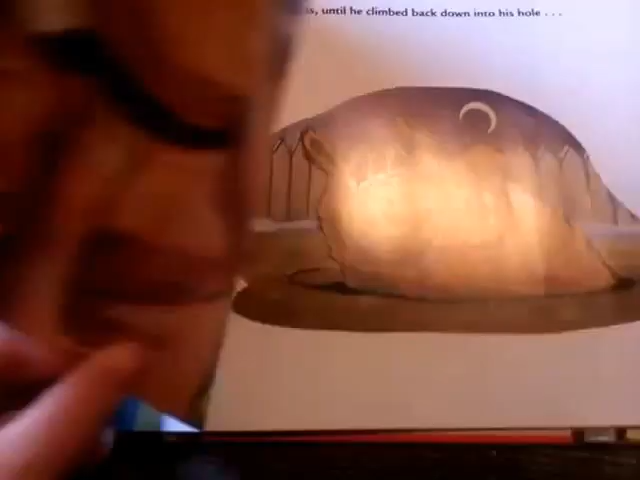 until he climbed back down into his hole . . .